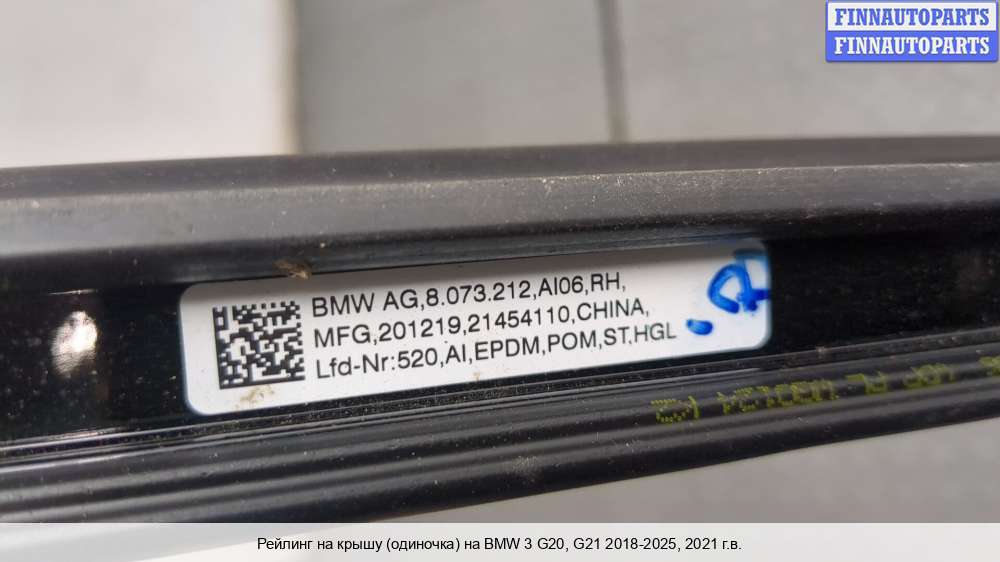 FINNAUTOPARTS
FINNAUTOPARTS
BMW AG,8.073.212,AI06,RH,
MFG,201219,21454110,CHINA,
Lfd-Nr:520,AI,EPDM,POM,ST,HGL
Рейлинг на крышу (одиночка) на BMW 3 G20, G21 2018-2025, 2021 г.в.